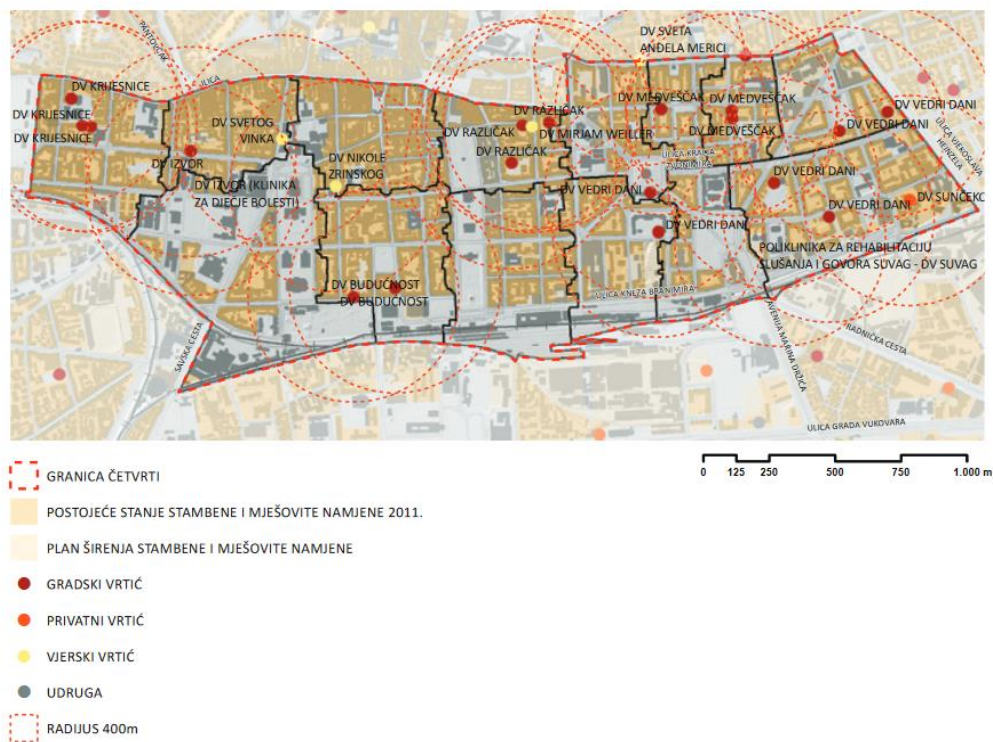 PANTOVČAK
ILICA
DV SVETA
ANĐELA MERICI
DV KRIJESNICE
DV KRIJESNICE
DV KRIJESNICE
DV SVETOG
VINKA
DV IZVOR
DV IZVOR (KLINIKA
ZA DJEČJE BOLESTI)
DV NIKOLE
ZRINSKOG
DV RAZLIČAK
DV RAZLIČAK
DV MIRJAM WEILLER
DV RAZLIČAK
DV MEDVEŠČAK
DV MEDVEŠČAK
DV MEDVEŠČAK
DV VEDRI DANI
DV VEDRI DANI
ULICA VJEKOSLAVA
HEINZELA
ULICA KRALJA
ZVONIMIRA
DV VEDRI DANI
DV VEDRI DANI
DV VEDRI DANI
DV SUNČEKO
DV VEDRI DANI
POLIKLINIKA ZA REHABILITACIJU
SLUŠANJA I GOVORA SUVAG - DV SUVAG
DV BUDUĆNOST
DV BUDUĆNOST
ULICA KNEZA BRANIMIRA
SAVSKA CESTA
AVENIJA MARINA DRŽIĆA
RADNIČKA CESTA
ULICA GRADA VUKOVARA
0 125 250 500 750 1.000 m
GRANICA ČETVRTI
POSTOJEĆE STANJE STAMBENE I MJEŠOVITE NAMJENE 2011.
PLAN ŠIRENJA STAMBENE I MJEŠOVITE NAMJENE
GRADSKI VRTIĆ
PRIVATNI VRTIĆ
VJERSKI VRTIĆ
UDRUGA
RADIJUS 400m